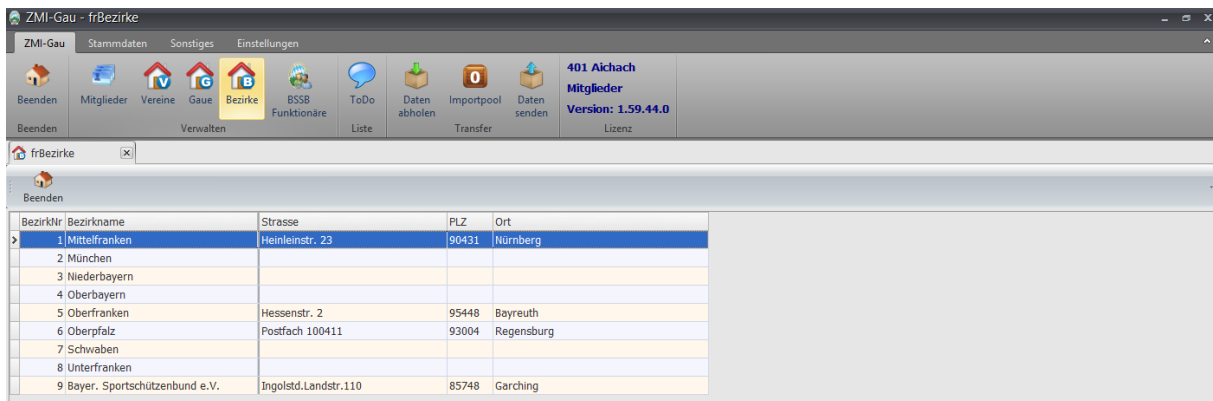 ZMI-Gau - frBezirke
ZMI-Gau Stammdaten Sonstiges Einstellungen
Beenden Mitglieder Vereine Gaue Bezirke BSSB Funktionäre ToDo Daten abholen Importpool Daten senden
401 Aichach
Mitglieder
Version: 1.59.44.0
Beenden Verwalten Liste Transfer Lizenz
frBezirke
Beenden
BezirkNr Bezirkname Strasse PLZ Ort
1 Mittelfranken Heinleinstr. 23 90431 Nürnberg
2 München
3 Niederbayern
4 Oberbayern
5 Oberfranken Hessenstr. 2 95448 Bayreuth
6 Oberpfalz Postfach 100411 93004 Regensburg
7 Schwaben
8 Unterfranken
9 Bayer. Sportschützenbund e.V. Ingolstd.Landstr.110 85748 Garching